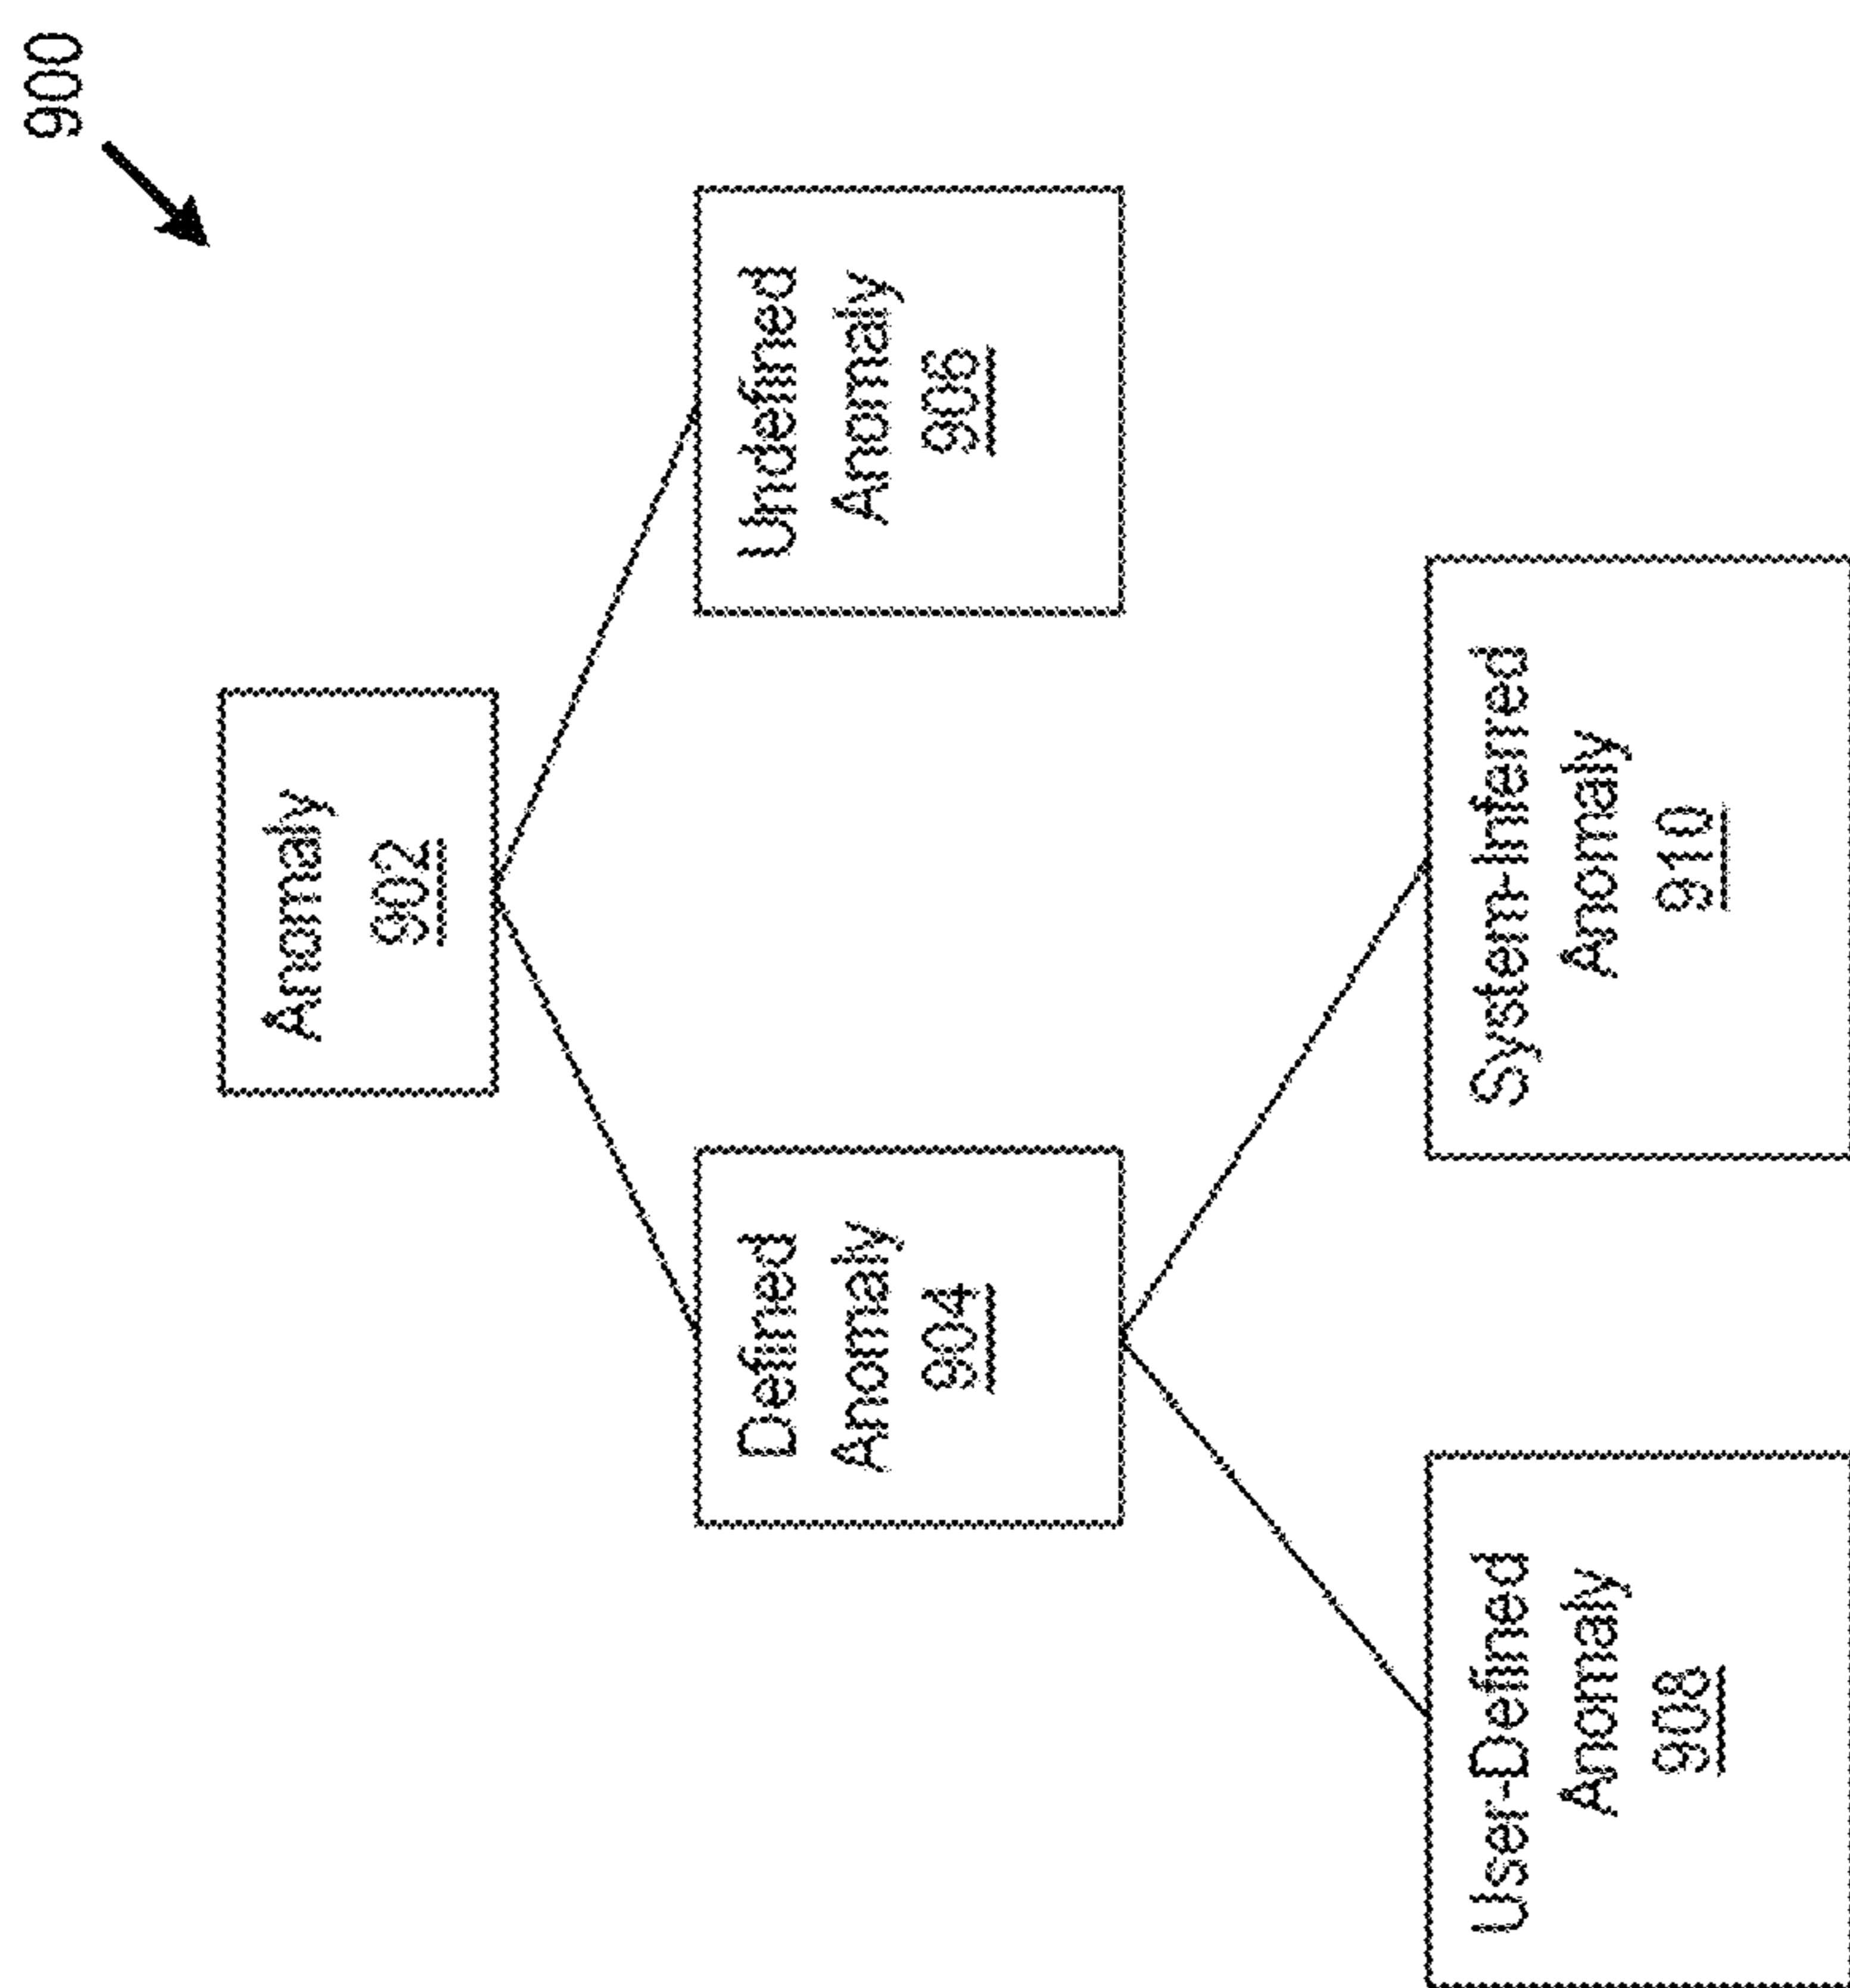 900
Anomaly
902
Defined
Anomaly
904
Undefined
Anomaly
906
User-Defined
Anomaly
908
System-Inferred
Anomaly
910